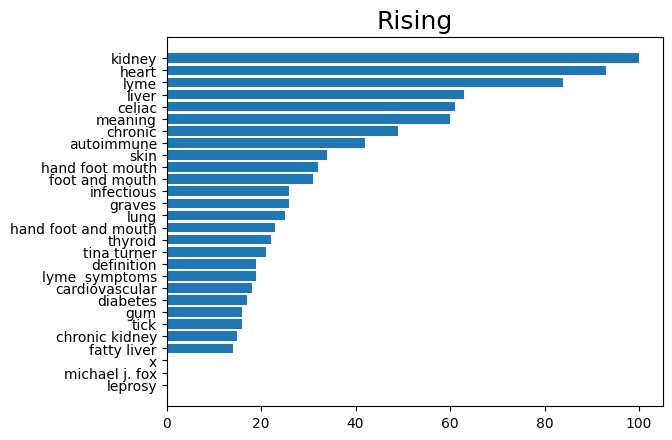 Rising
kidney
heart
lyme
liver
celiac
meaning
chronic
autoimmune
skin
hand foot mouth
foot and mouth
infectious
graves
lung
hand foot and mouth
thyroid
tina turner
definition
lyme  symptoms
cardiovascular
diabetes
gum
tick
chronic kidney
fatty liver
x
michael j. fox
leprosy
0 20 40 60 80 100